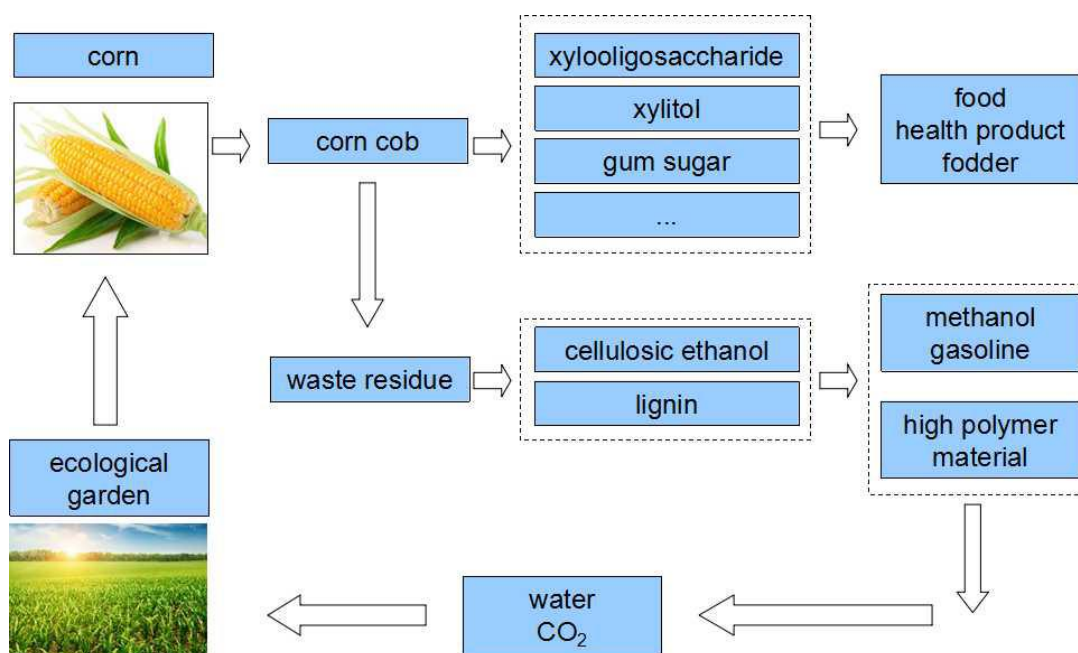 corn
corn cob
xylooligosaccharide
xylitol
gum sugar
...
food
health product
fodder
waste residue
cellulosic ethanol
lignin
methanol
gasoline
high polymer
material
ecological
garden
water
CO₂